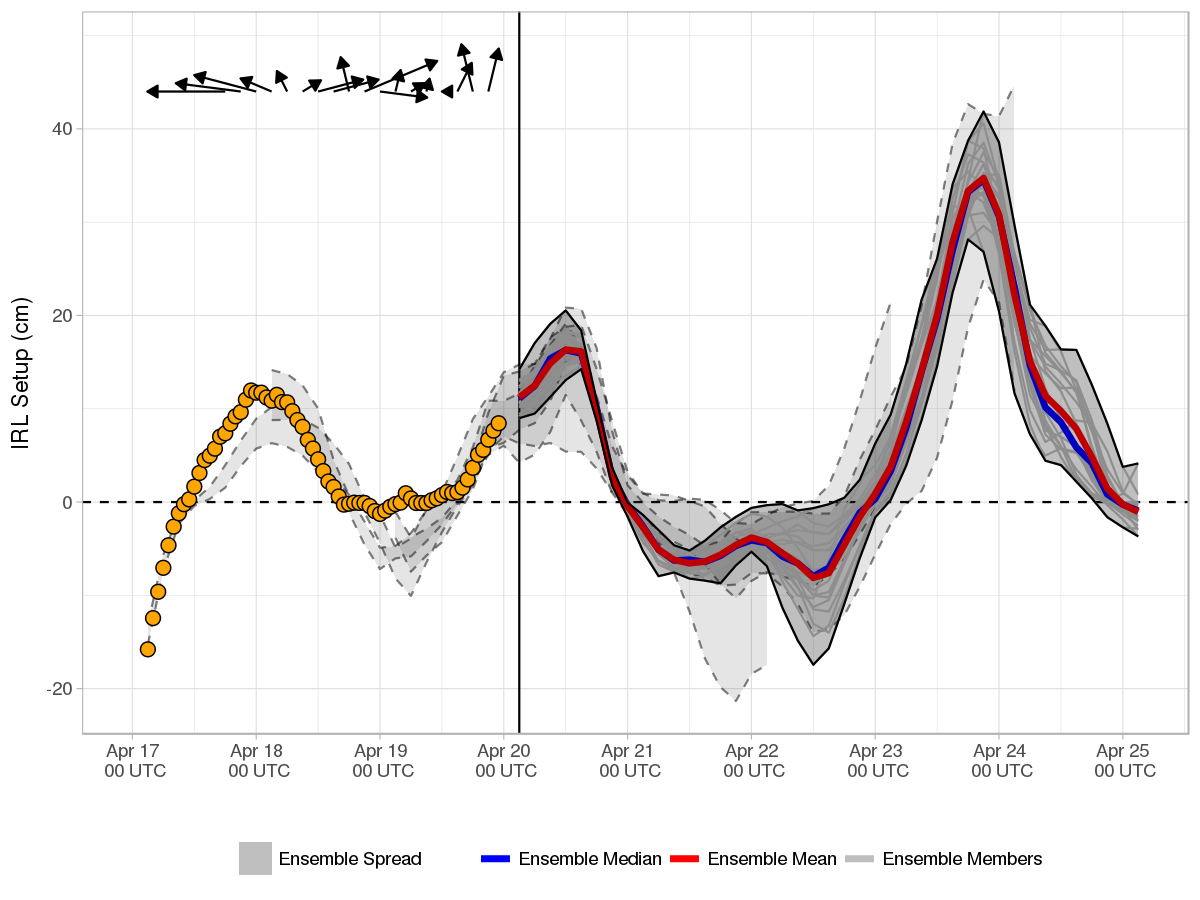 IRL Setup (cm)
40
20
0
-20
Apr 17 Apr 18 Apr 19 Apr 20 Apr 21 Apr 22 Apr 23 Apr 24 Apr 25
00 UTC 00 UTC 00 UTC 00 UTC 00 UTC 00 UTC 00 UTC 00 UTC 00 UTC
Ensemble Spread Ensemble Median Ensemble Mean Ensemble Members